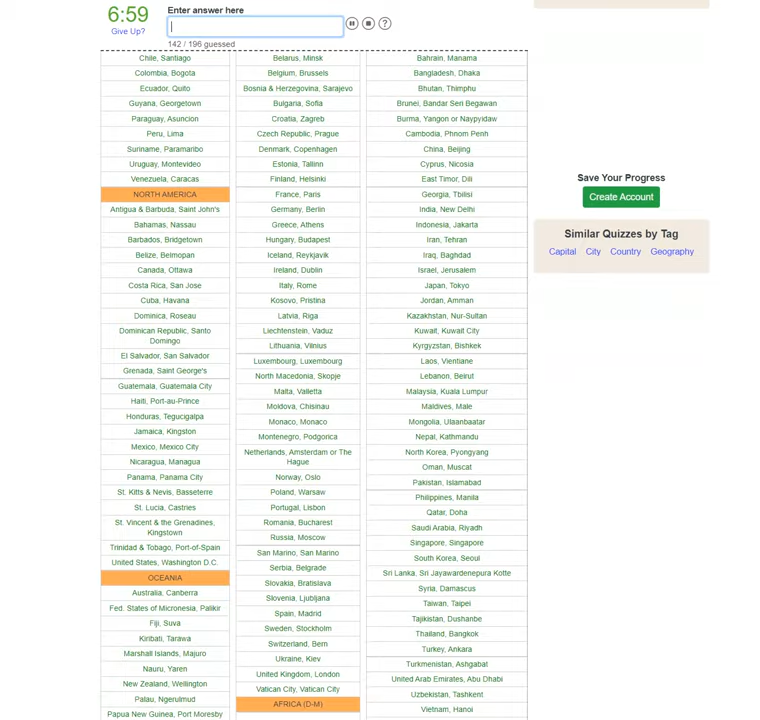 6:59
Give Up?
Enter answer here
142 / 196 guessed
Chile, Santiago
Colombia, Bogota
Ecuador, Quito
Guyana, Georgetown
Paraguay, Asuncion
Peru, Lima
Suriname, Paramaribo
Uruguay, Montevideo
Venezuela, Caracas
NORTH AMERICA
Antigua & Barbuda, Saint John's
Bahamas, Nassau
Barbados, Bridgetown
Belize, Belmopan
Canada, Ottawa
Costa Rica, San Jose
Cuba, Havana
Dominica, Roseau
Dominican Republic, Santo
Domingo
El Salvador, San Salvador
Grenada, Saint George's
Guatemala, Guatemala City
Haiti, Port-au-Prince
Honduras, Tegucigalpa
Jamaica, Kingston
Mexico, Mexico City
Nicaragua, Managua
Panama, Panama City
St. Kitts & Nevis, Basseterre
St. Lucia, Castries
St. Vincent & the Grenadines,
Kingstown
Trinidad & Tobago, Port-of-Spain
United States, Washington D.C.
OCEANIA
Australia, Canberra
Fed. States of Micronesia, Palikir
Fiji, Suva
Kiribati, Tarawa
Marshall Islands, Majuro
Nauru, Yaren
New Zealand, Wellington
Palau, Ngerulmud
Papua New Guinea, Port Moresby
Belarus, Minsk
Belgium, Brussels
Bosnia & Herzegovina, Sarajevo
Bulgaria, Sofia
Croatia, Zagreb
Czech Republic, Prague
Denmark, Copenhagen
Estonia, Tallinn
Finland, Helsinki
France, Paris
Germany, Berlin
Greece, Athens
Hungary, Budapest
Iceland, Reykjavik
Ireland, Dublin
Italy, Rome
Kosovo, Pristina
Latvia, Riga
Liechtenstein, Vaduz
Lithuania, Vilnius
Luxembourg, Luxembourg
North Macedonia, Skopje
Malta, Valletta
Moldova, Chisinau
Monaco, Monaco
Montenegro, Podgorica
Netherlands, Amsterdam or The
Hague
Norway, Oslo
Poland, Warsaw
Portugal, Lisbon
Romania, Bucharest
Russia, Moscow
San Marino, San Marino
Serbia, Belgrade
Slovakia, Bratislava
Slovenia, Ljubljana
Spain, Madrid
Sweden, Stockholm
Switzerland, Bern
Ukraine, Kiev
United Kingdom, London
Vatican City, Vatican City
AFRICA (D-M)
Bahrain, Manama
Bangladesh, Dhaka
Bhutan, Thimphu
Brunei, Bandar Seri Begawan
Burma, Yangon or Naypyidaw
Cambodia, Phnom Penh
China, Beijing
Cyprus, Nicosia
East Timor, Dili
Georgia, Tbilisi
India, New Delhi
Indonesia, Jakarta
Iran, Tehran
Iraq, Baghdad
Israel, Jerusalem
Japan, Tokyo
Jordan, Amman
Kazakhstan, Nur-Sultan
Kuwait, Kuwait City
Kyrgyzstan, Bishkek
Laos, Vientiane
Lebanon, Beirut
Malaysia, Kuala Lumpur
Maldives, Male
Mongolia, Ulaanbaatar
Nepal, Kathmandu
North Korea, Pyongyang
Oman, Muscat
Pakistan, Islamabad
Philippines, Manila
Qatar, Doha
Saudi Arabia, Riyadh
Singapore, Singapore
South Korea, Seoul
Sri Lanka, Sri Jayawardenepura Kotte
Syria, Damascus
Taiwan, Taipei
Tajikistan, Dushanbe
Thailand, Bangkok
Turkey, Ankara
Turkmenistan, Ashgabat
United Arab Emirates, Abu Dhabi
Uzbekistan, Tashkent
Vietnam, Hanoi
Save Your Progress
Create Account
Similar Quizzes by Tag
Capital City Country Geography